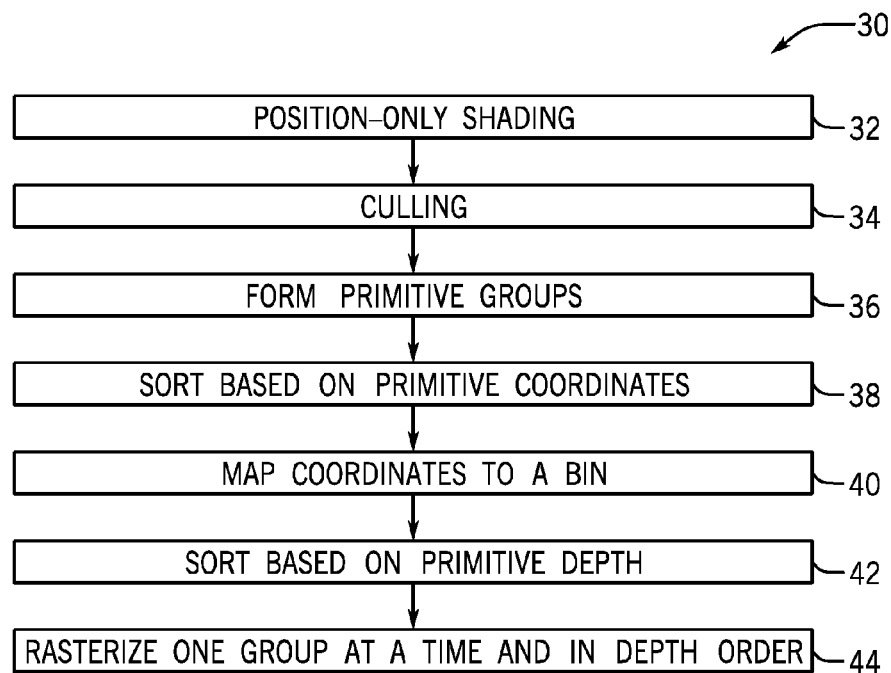 30
POSITION–ONLY SHADING
32
CULLING
34
FORM PRIMITIVE GROUPS
36
SORT BASED ON PRIMITIVE COORDINATES
38
MAP COORDINATES TO A BIN
40
SORT BASED ON PRIMITIVE DEPTH
42
RASTERIZE ONE GROUP AT A TIME AND IN DEPTH ORDER
44